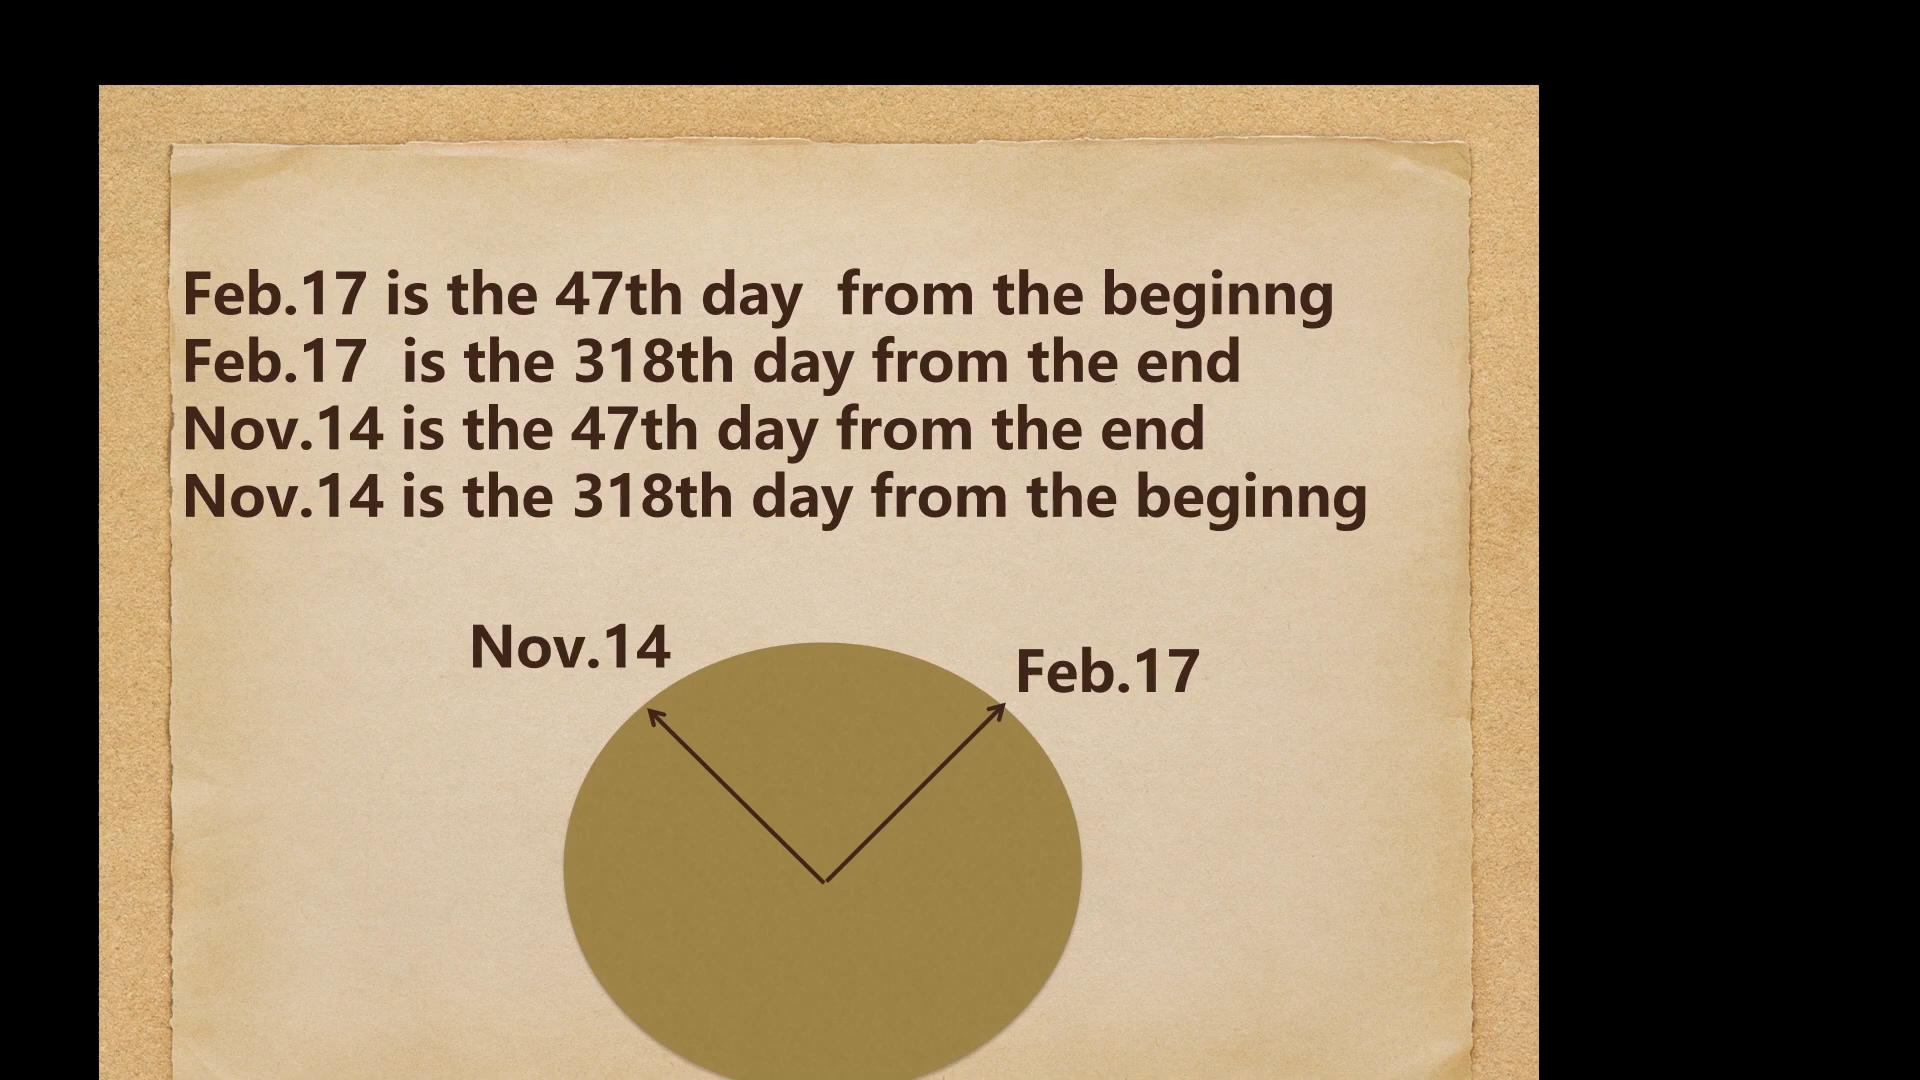 Feb.17 is the 47th day  from the beginng
Feb.17  is the 318th day from the end
Nov.14 is the 47th day from the end
Nov.14 is the 318th day from the beginng
Nov.14
Feb.17